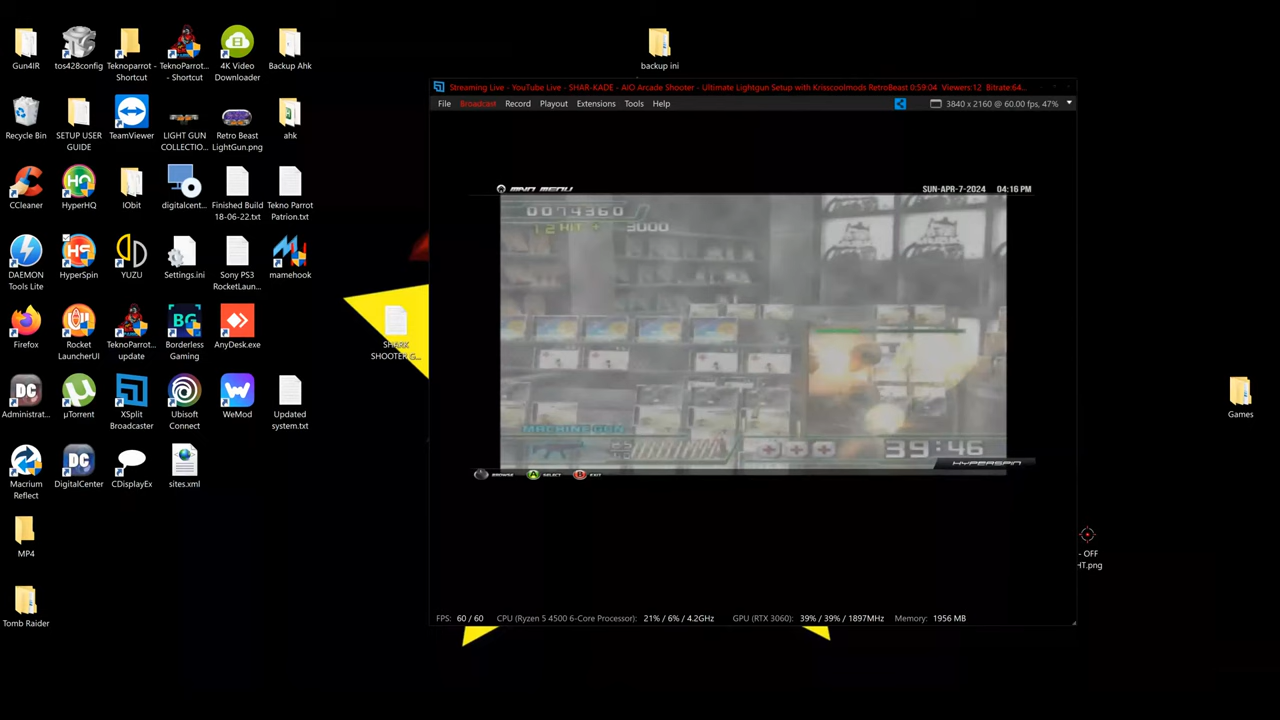 Gun4IR
tos428config
Teknoparrot - Shortcut
TeknoParrot... - Shortcut
4K Video Downloader
Backup Ahk
Recycle Bin
SETUP USER GUIDE
TeamViewer
LIGHT GUN COLLECTIO...
Retro Beast LightGun.png
ahk
CCleaner
HyperHQ
IObit
digitalcent...
Finished Build 18-06-22.txt
Tekno Parrot Patrion.txt
DAEMON Tools Lite
HyperSpin
YUZU
Settings.ini
Sony PS3 RocketLaun...
mamehook
Firefox
Rocket LauncherUI
TeknoParrot... update
Borderless Gaming
AnyDesk.exe
SHARK SHOOTER G...
Administrat...
µTorrent
XSplit Broadcaster
Ubisoft Connect
WeMod
Updated system.txt
Macrium Reflect
DigitalCenter
CDisplayEx
sites.xml
MP4
Tomb Raider
backup ini
Streaming Live - YouTube Live - SHAR-KADE - AIO Arcade Shooter - Ultimate Lightgun Setup with Krisscoolmods RetroBeast 0:59:04 Viewers:12 Bitrate:64...
File Broadcast Record Playout Extensions Tools Help
3840 x 2160 @ 60.00 fps, 47%
SUN-APR-7-2024 04:16 PM
0074360
12 HIT + 3000
MACHINE GUN
39:46
HYPERSPIN
BROWSE A SELECT B EXIT
FPS: 60 / 60 CPU (Ryzen 5 4500 6-Core Processor): 21% / 6% / 4.2GHz GPU (RTX 3060): 39% / 39% / 1897MHz Memory: 1956 MB
Games
- OFF
HT.png